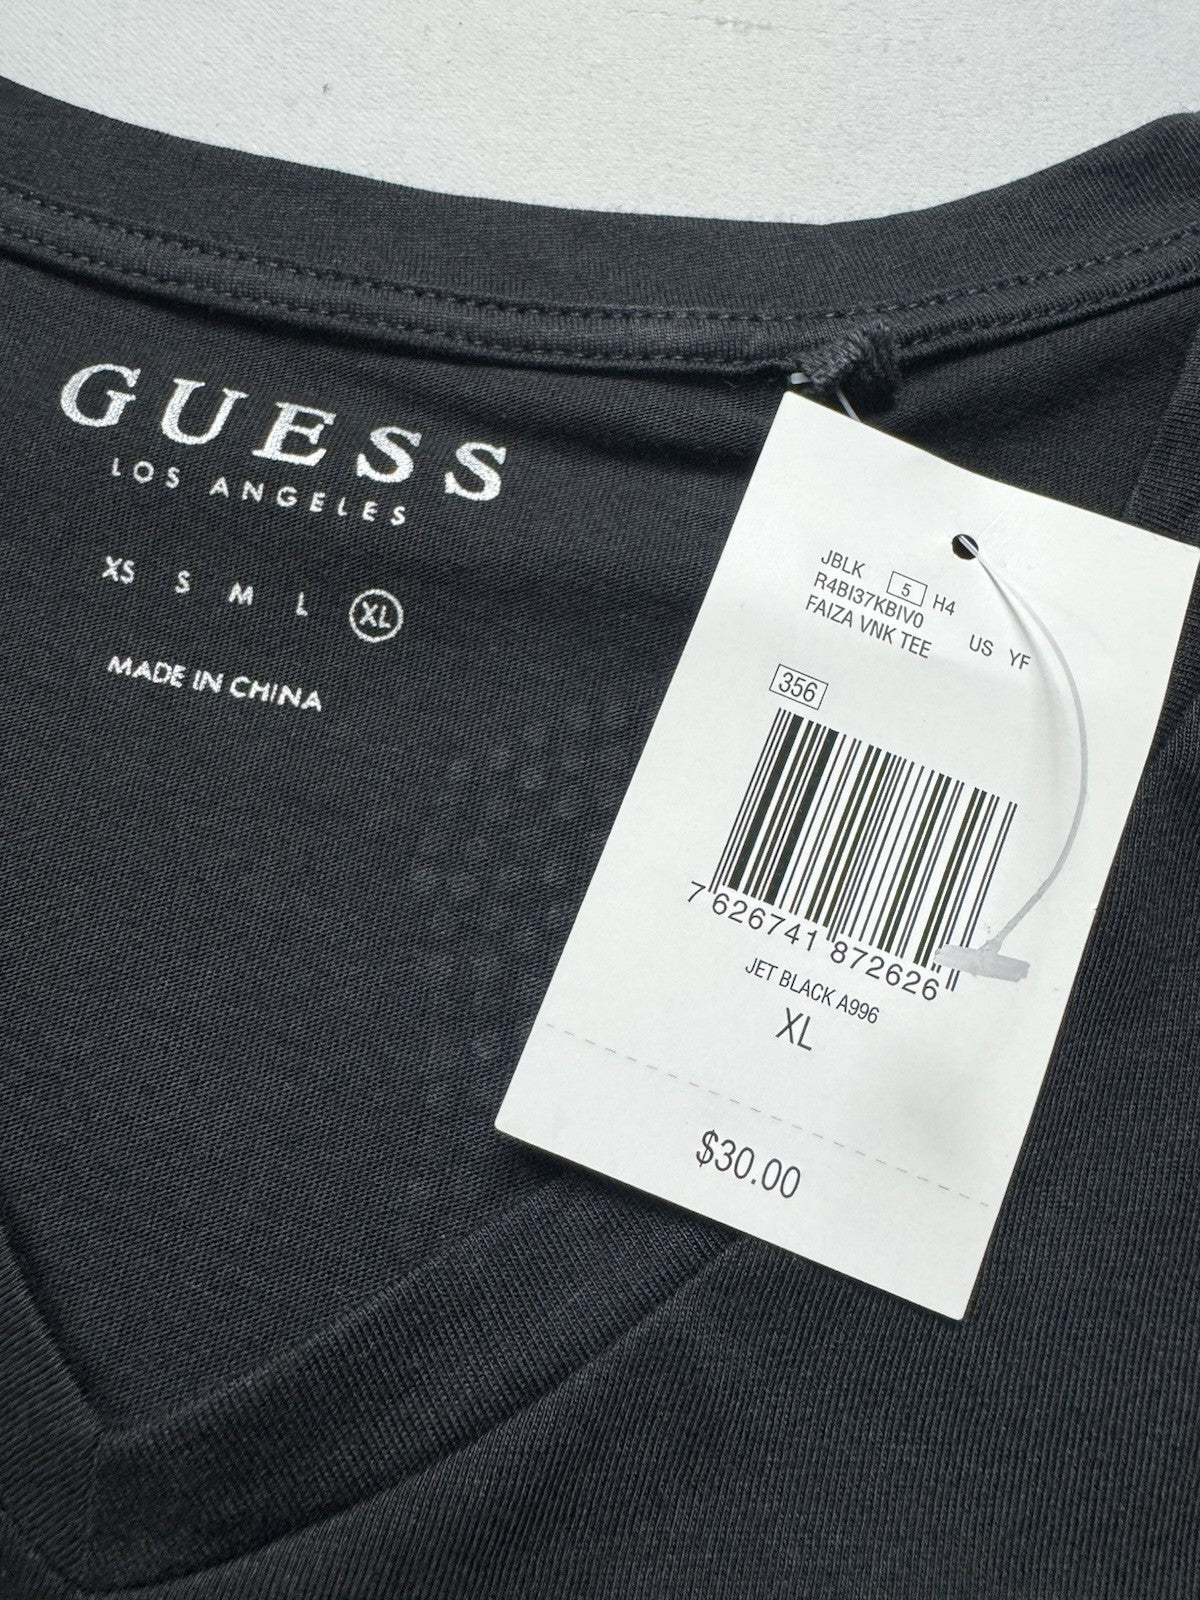 GUESS
LOS ANGELES
XS S M L XL
MADE IN CHINA
JBLK 5 H4
R4BI37KBIV0
FAIZA VNK TEE US YF
356
7 626741 872626
JET BLACK A996
XL
$30.00